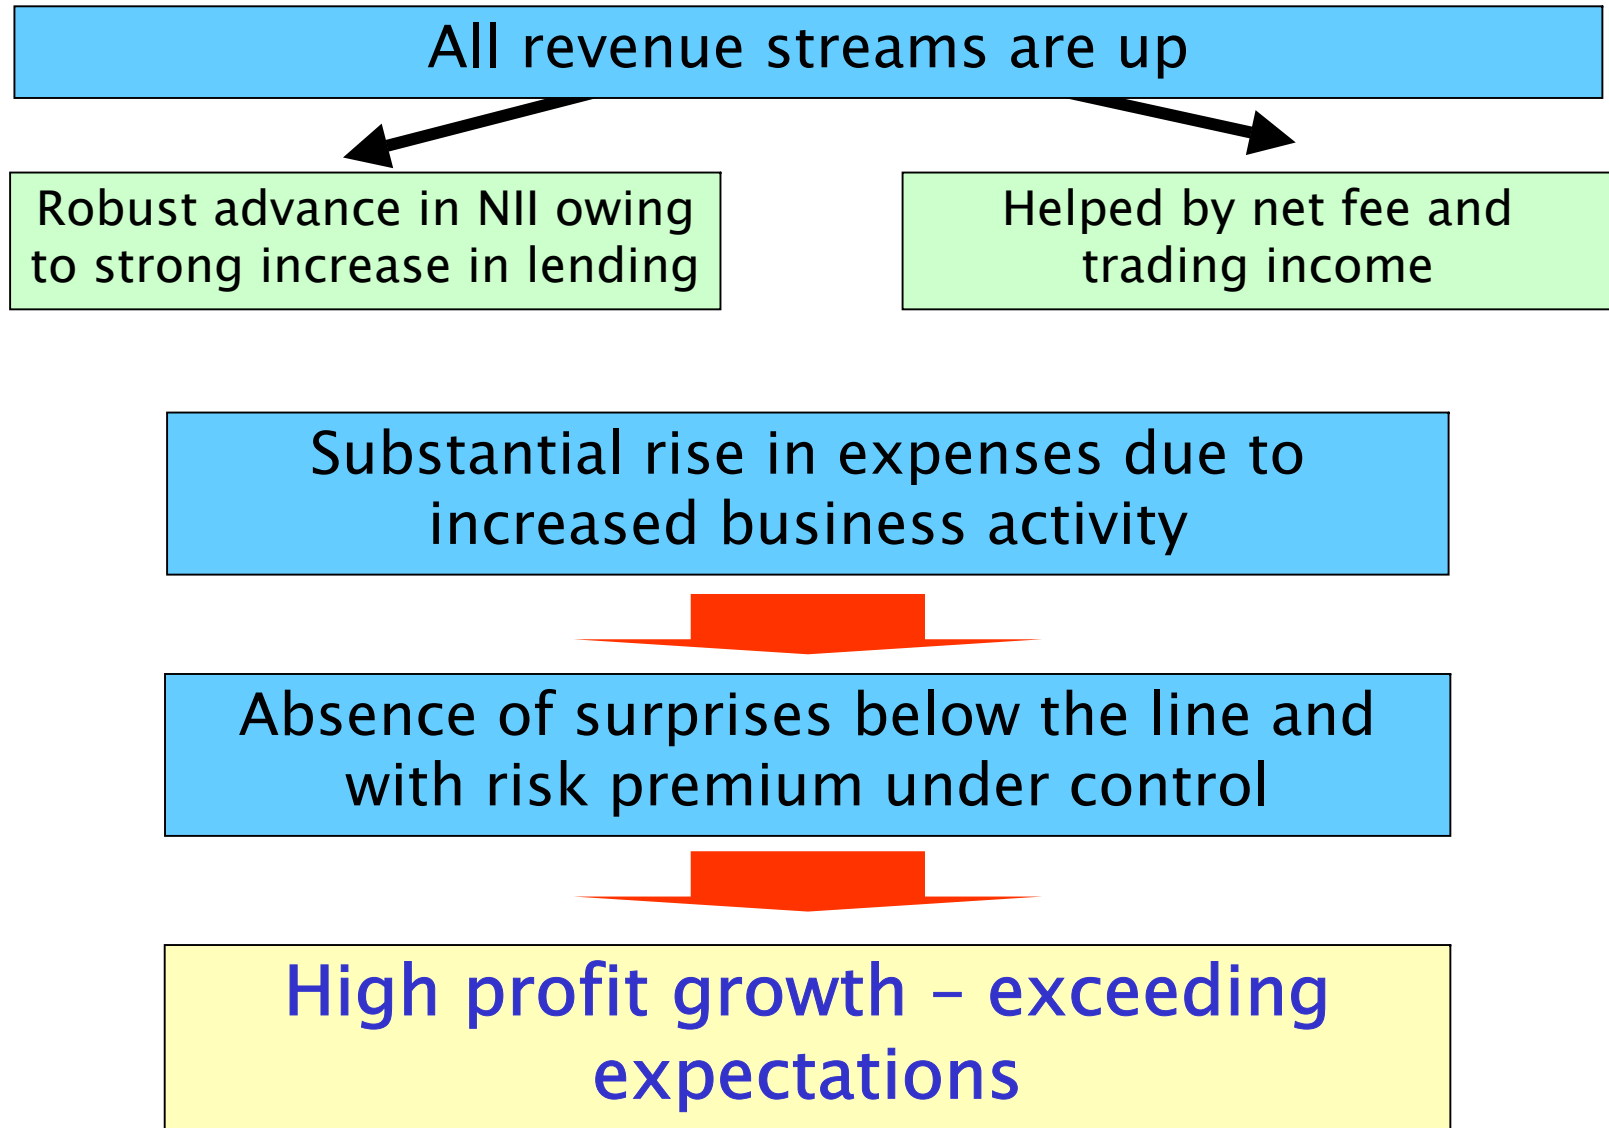 All revenue streams are up
Robust advance in NII owing
to strong increase in lending
Helped by net fee and
trading income
Substantial rise in expenses due to
increased business activity
Absence of surprises below the line and
with risk premium under control
High profit growth – exceeding
expectations